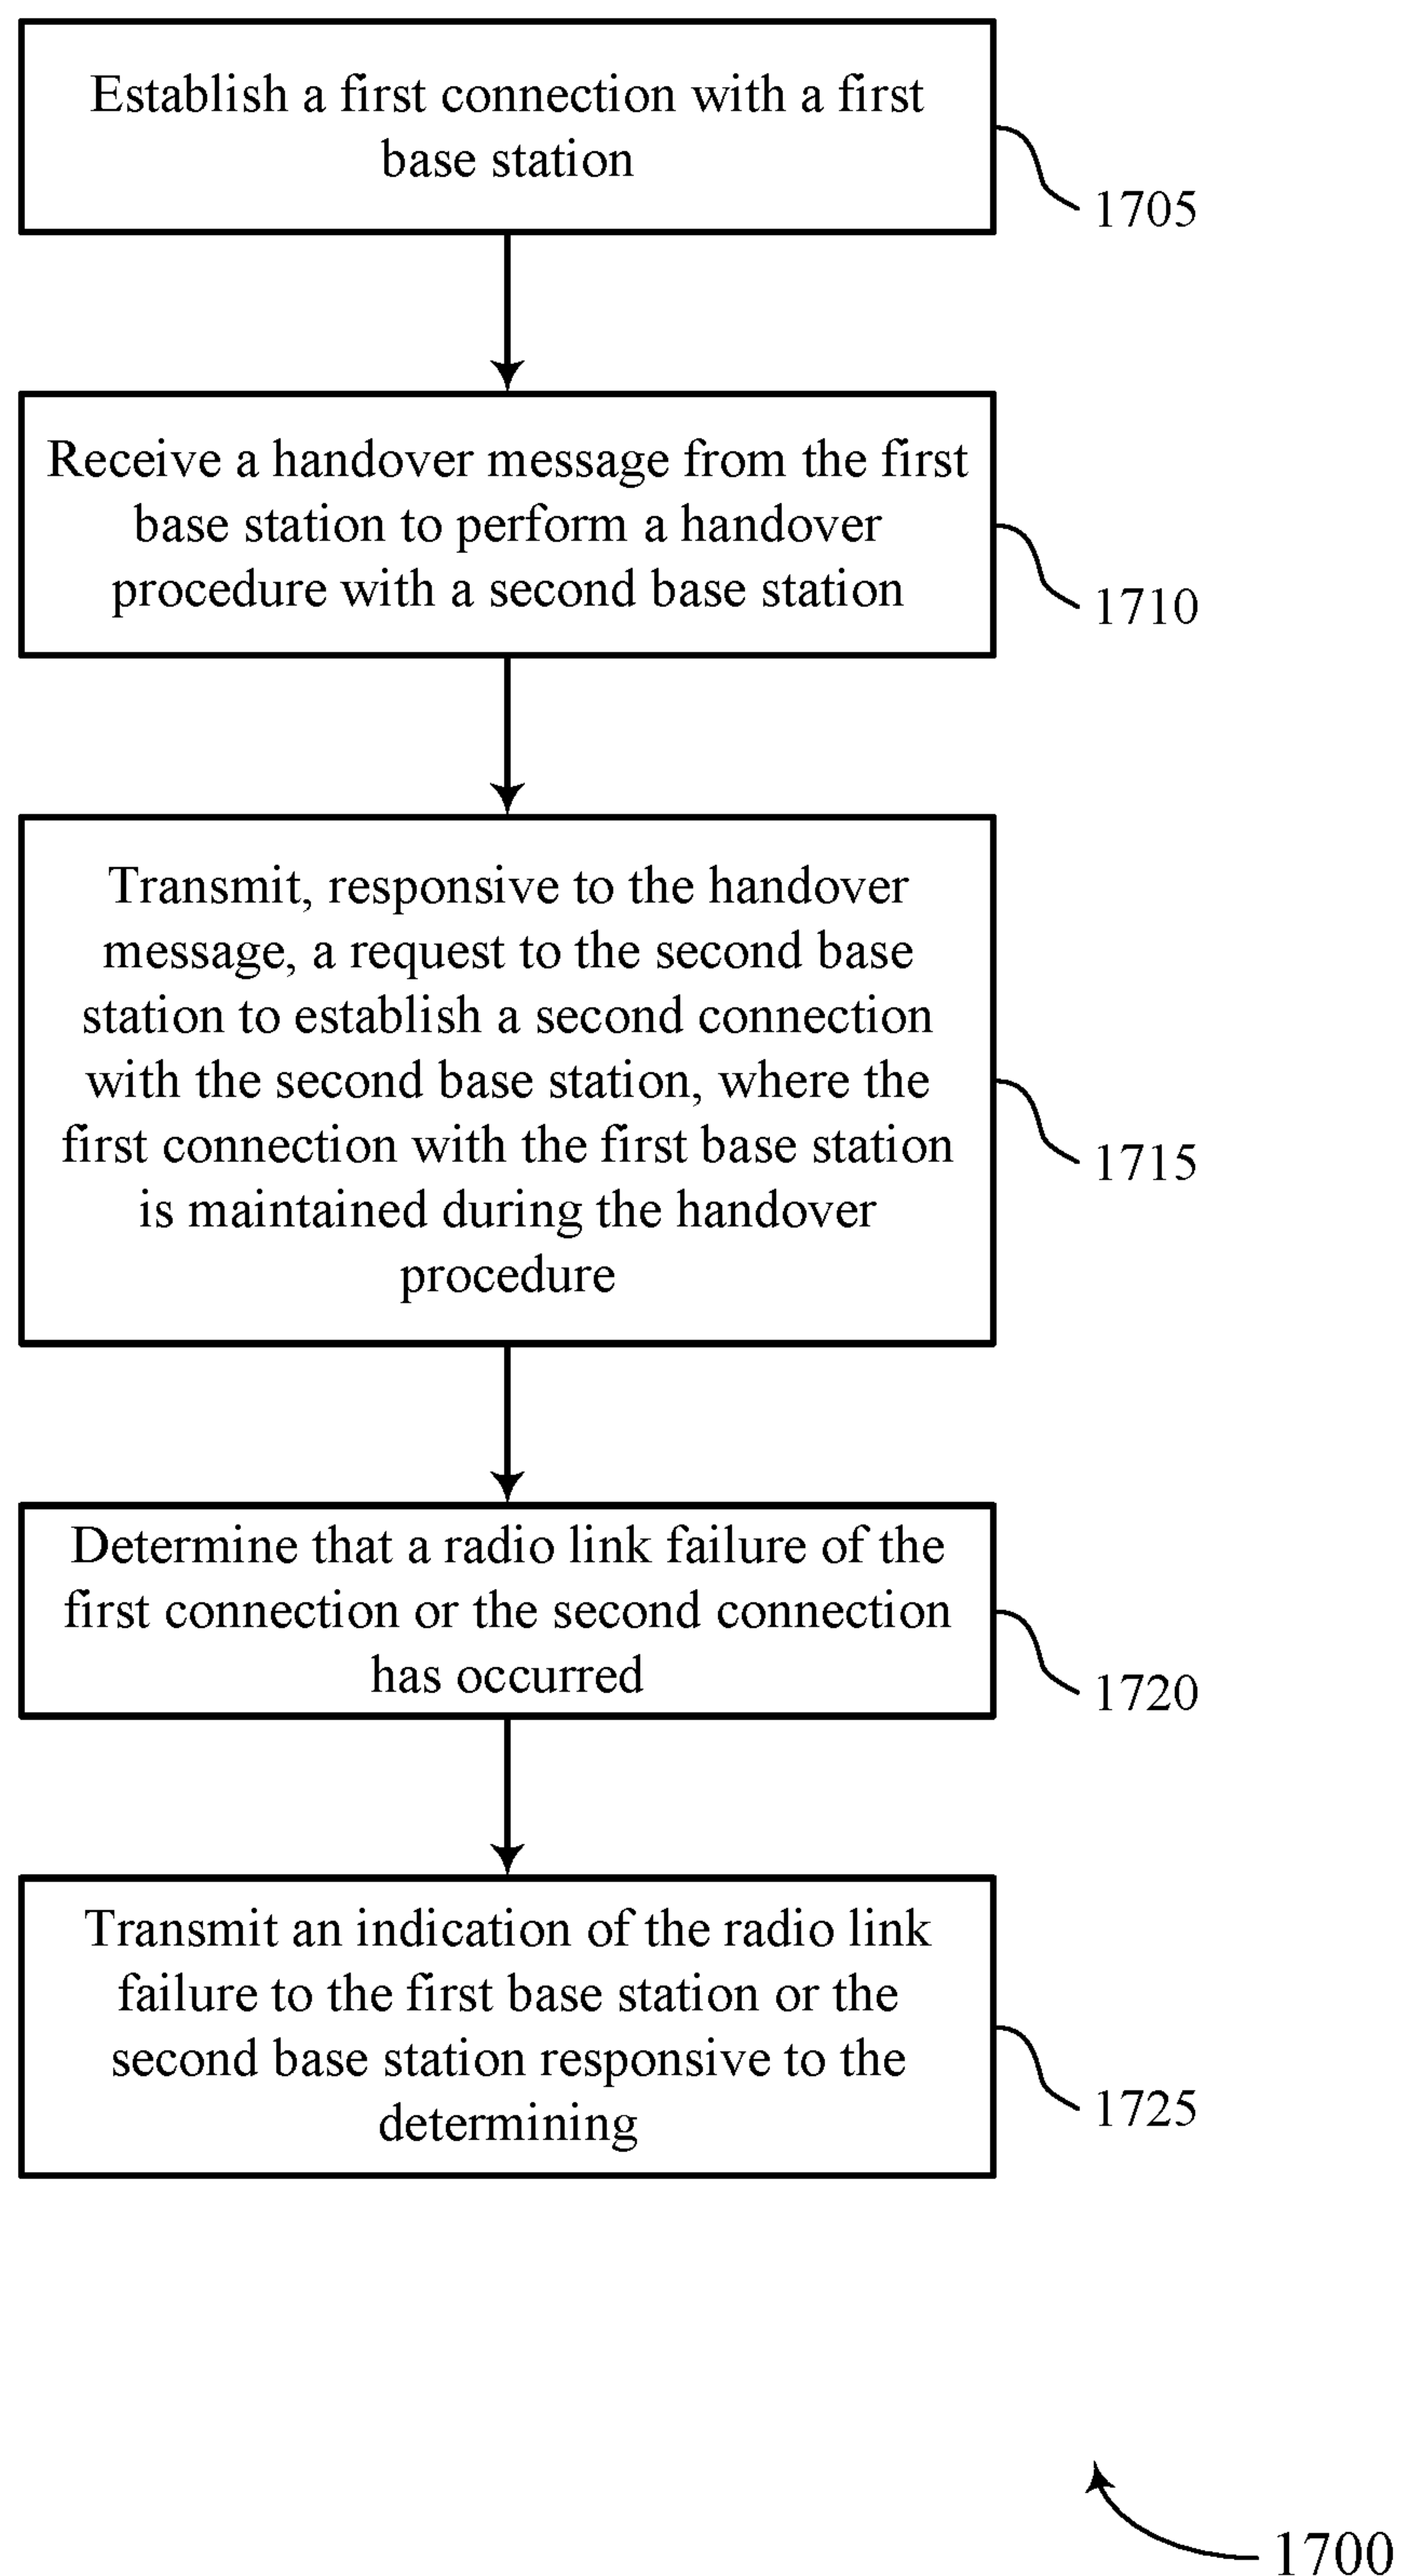 Establish a first connection with a first
base station
1705
Receive a handover message from the first
base station to perform a handover
procedure with a second base station
1710
Transmit, responsive to the handover
message, a request to the second base
station to establish a second connection
with the second base station, where the
first connection with the first base station
is maintained during the handover
procedure
1715
Determine that a radio link failure of the
first connection or the second connection
has occurred
1720
Transmit an indication of the radio link
failure to the first base station or the
second base station responsive to the
determining
1725
1700